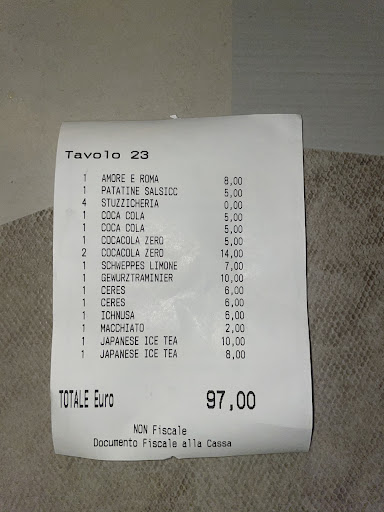 Tavolo 23
1 AMORE E ROMA 8,00
1 PATATINE SALSICC 5,00
4 STUZZICHERIA 0,00
1 COCA COLA 5,00
1 COCA COLA 5,00
1 COCACOLA ZERO 5,00
2 COCACOLA ZERO 14,00
1 SCHWEPPES LIMONE 7,00
1 GEWURZTRAMINIER 10,00
1 CERES 6,00
1 CERES 6,00
1 ICHNUSA 6,00
1 MACCHIATO 2,00
1 JAPANESE ICE TEA 10,00
1 JAPANESE ICE TEA 8,00
TOTALE Euro 97,00
NON Fiscale
Documento Fiscale alla Cassa